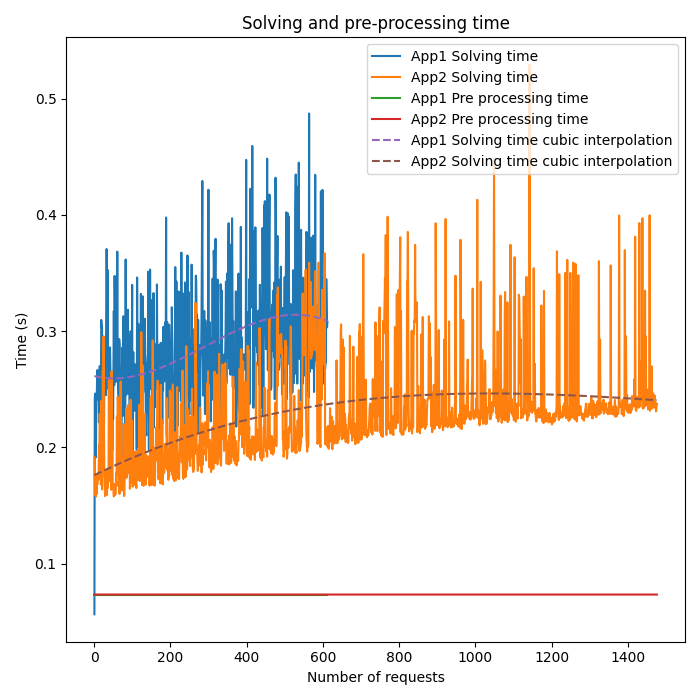 Solving and pre-processing time
App1 Solving time
App2 Solving time
App1 Pre processing time
App2 Pre processing time
App1 Solving time cubic interpolation
App2 Solving time cubic interpolation
0.5
0.4
0.3
0.2
0.1
Time (s)
0 200 400 600 800 1000 1200 1400
Number of requests